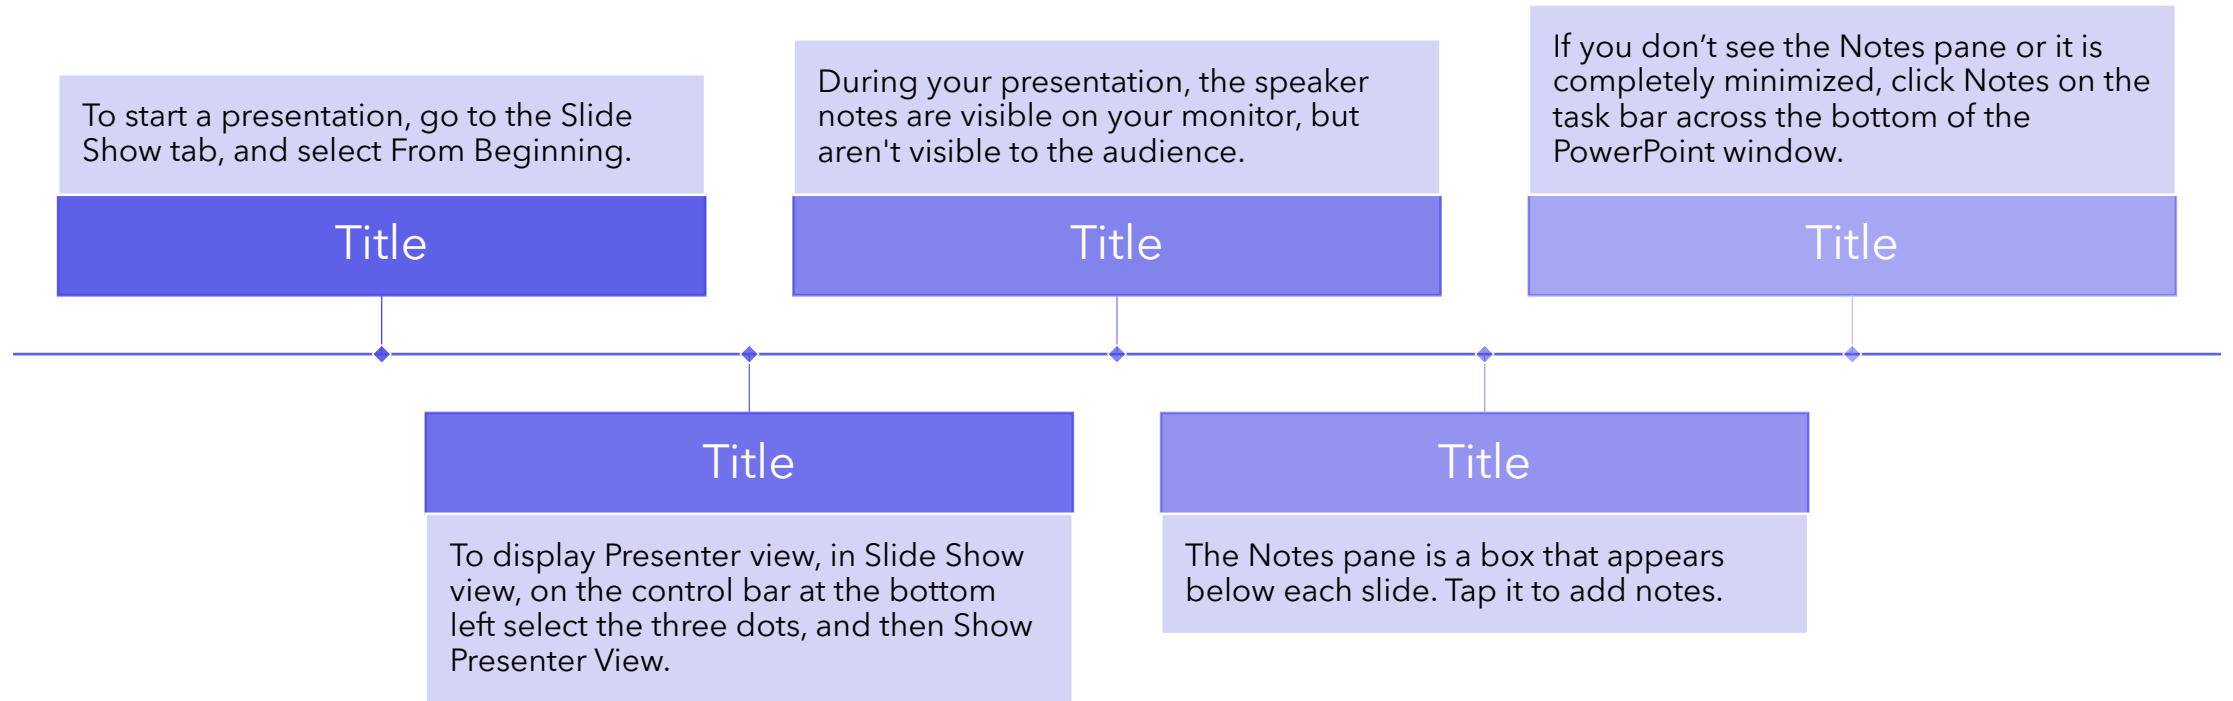 To start a presentation, go to the Slide
Show tab, and select From Beginning.
Title
To display Presenter view, in Slide Show
view, on the control bar at the bottom
left select the three dots, and then Show
Presenter View.
Title
During your presentation, the speaker
notes are visible on your monitor, but
aren't visible to the audience.
Title
The Notes pane is a box that appears
below each slide. Tap it to add notes.
Title
If you don’t see the Notes pane or it is
completely minimized, click Notes on the
task bar across the bottom of the
PowerPoint window.
Title